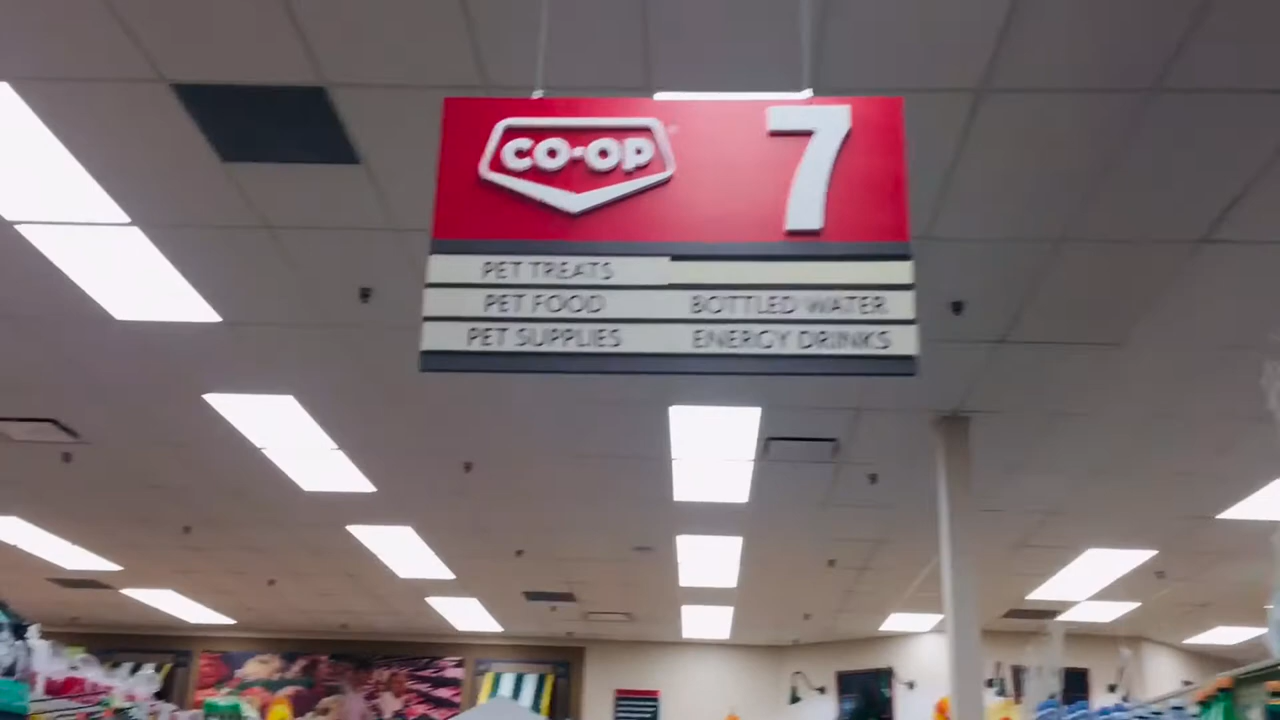 CO-OP 7
PET TREATS
PET FOOD BOTTLED WATER
PET SUPPLIES ENERGY DRINKS